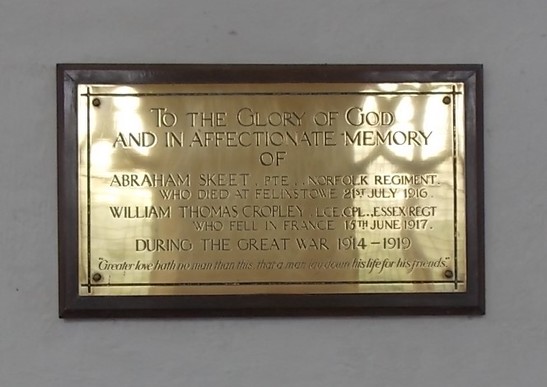 TO THE GLORY OF GOD
AND IN AFFECTIONATE MEMORY
OF
ABRAHAM SKEET. PTE., NORFOLK REGIMENT.
WHO DIED AT FELIXSTOWE 21ST JULY 1916.
WILLIAM THOMAS CROPLEY, LCE. CPL., ESSEX REGT
WHO FELL IN FRANCE 15TH JUNE 1917.
DURING THE GREAT WAR 1914-1919
"Greater love hath no man than this, that a man lay down his life for his friends."